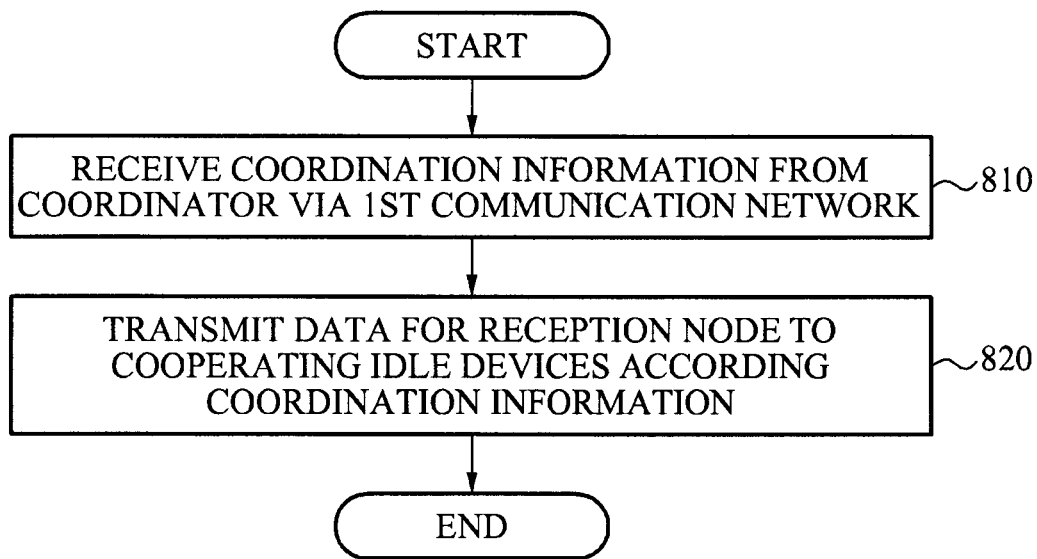 START
RECEIVE COORDINATION INFORMATION FROM
COORDINATOR VIA 1ST COMMUNICATION NETWORK
810
TRANSMIT DATA FOR RECEPTION NODE TO
COOPERATING IDLE DEVICES ACCORDING
COORDINATION INFORMATION
820
END